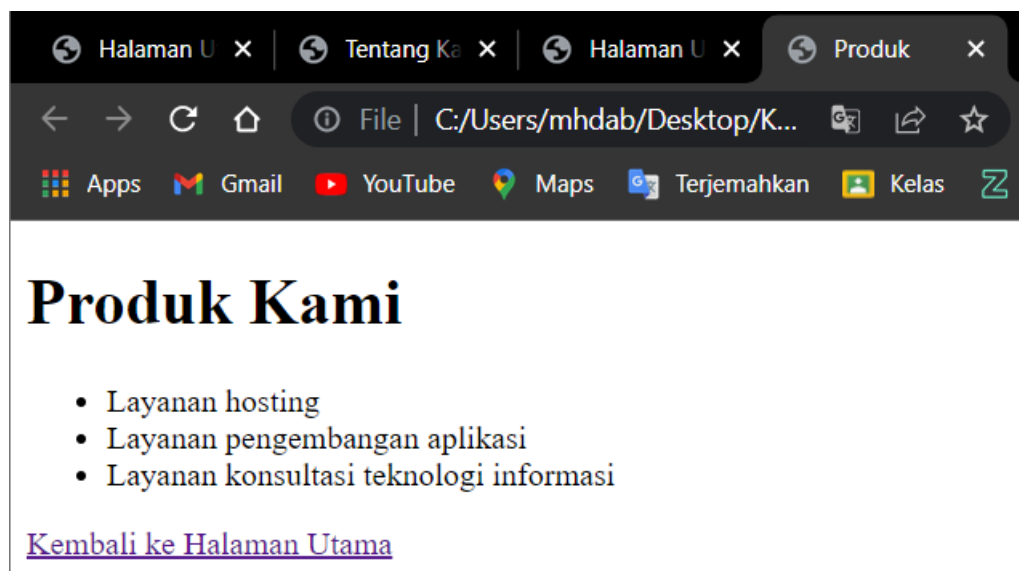 Halaman U Tentang Ka Halaman U Produk
File | C:/Users/mhdab/Desktop/K...
Apps Gmail YouTube Maps Terjemahkan Kelas
Produk Kami
• Layanan hosting
• Layanan pengembangan aplikasi
• Layanan konsultasi teknologi informasi
Kembali ke Halaman Utama